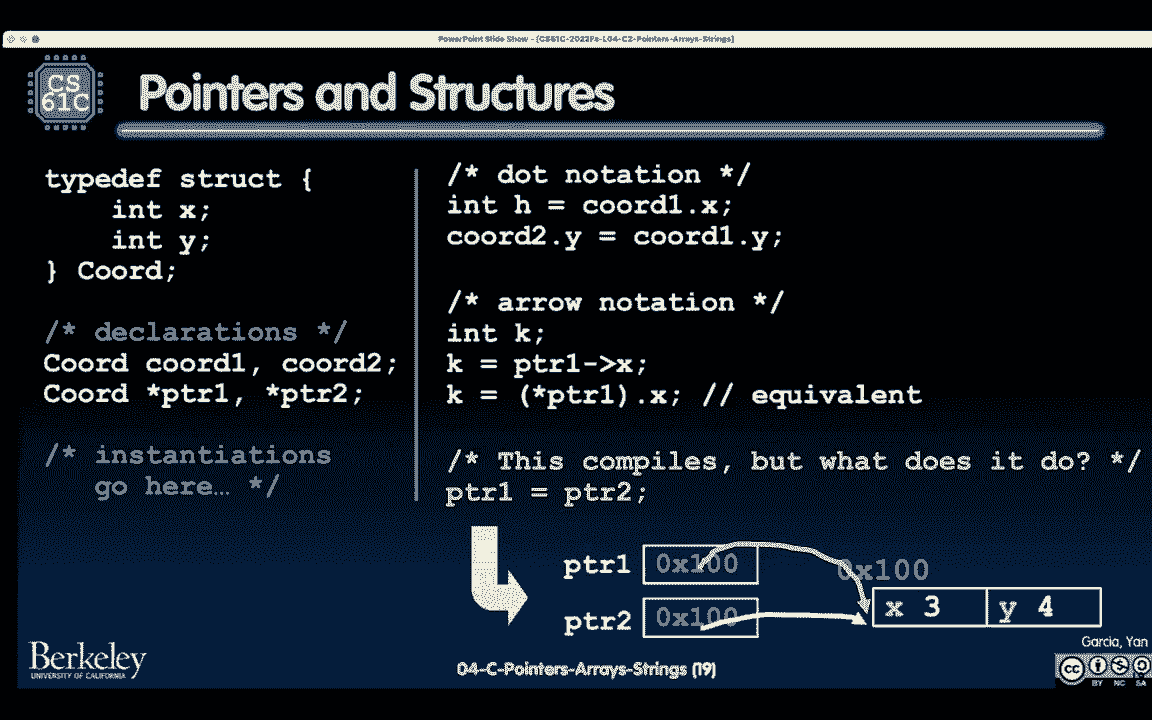 PowerPoint Slide Show - [CS61C-2022Fa-L04-C2-Pointers-Arrays-Strings]
CS
61C
Pointers and Structures
typedef struct {
int x;
int y;
} Coord;
/* declarations */
Coord coord1, coord2;
Coord *ptr1, *ptr2;
/* instantiations
go here… */
/* dot notation */
int h = coord1.x;
coord2.y = coord1.y;
/* arrow notation */
int k;
k = ptr1->x;
k = (*ptr1).x; // equivalent
/* This compiles, but what does it do? */
ptr1 = ptr2;
ptr1 0x100
0x100
ptr2 0x100
x 3 y 4
Berkeley
UNIVERSITY OF CALIFORNIA
04-C-Pointers-Arrays-Strings (19)
Garcia, Yan
cc
BY NC SA